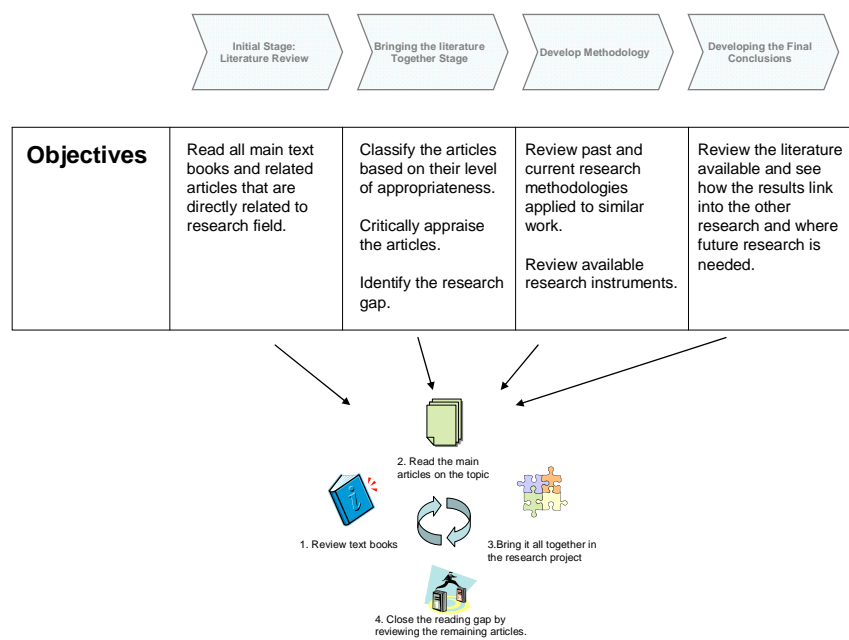 Initial Stage:
Literature Review
Bringing the literature
Together Stage
Develop Methodology
Developing the Final
Conclusions
Objectives
Read all main text
books and related
articles that are
directly related to
research field.
Classify the articles
based on their level
of appropriateness.
Critically appraise
the articles.
Identify the research
gap.
Review past and
current research
methodologies
applied to similar
work.
Review available
research instruments.
Review the literature
available and see
how the results link
into the other
research and where
future research is
needed.
2. Read the main
articles on the topic
i
1. Review text books
3.Bring it all together in
the research project
4. Close the reading gap by
reviewing the remaining articles.